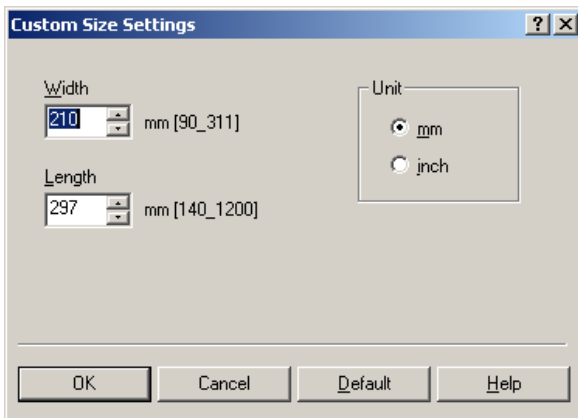 Custom Size Settings
Width
210 mm [90_311]
Length
297 mm [140_1200]
Unit
mm
inch
OK Cancel Default Help